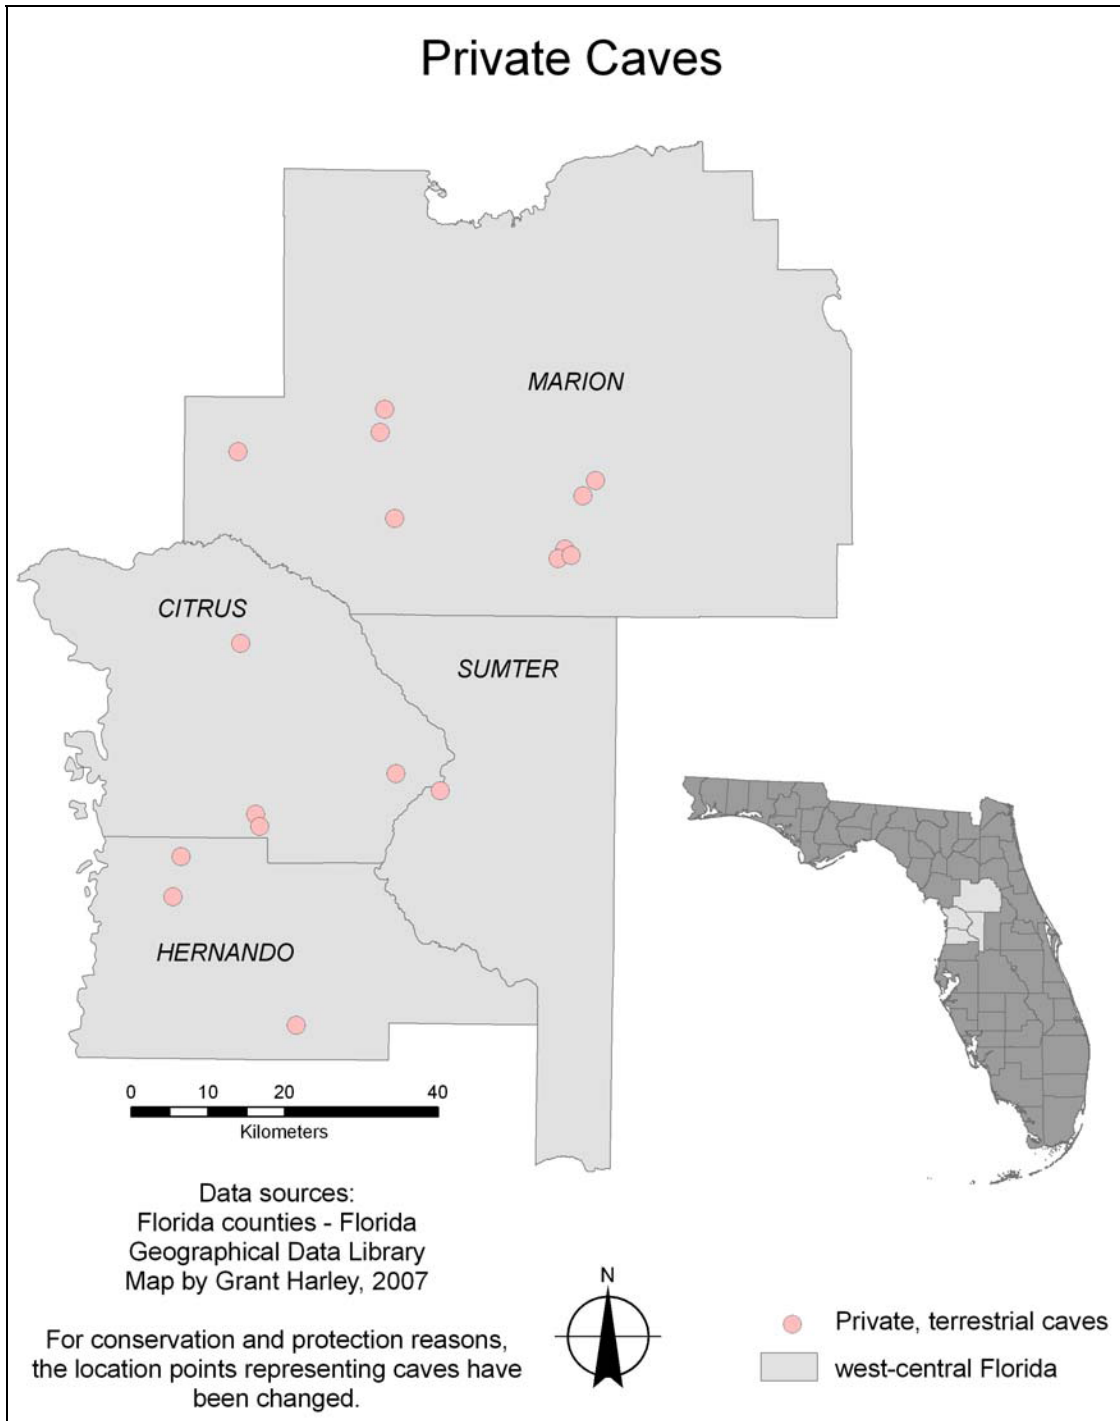 Private Caves
MARION
CITRUS
SUMTER
HERNANDO
0 10 20 40
Kilometers
Data sources:
Florida counties - Florida
Geographical Data Library
Map by Grant Harley, 2007
For conservation and protection reasons,
the location points representing caves have
been changed.
N
Private, terrestrial caves
west-central Florida